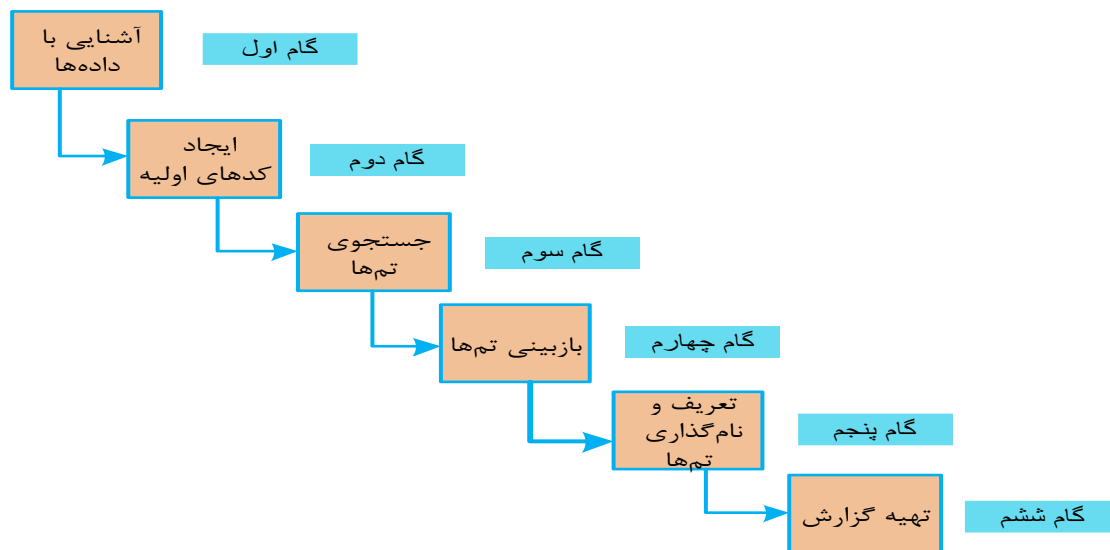 آشنایی با
داده‌ها
گام اول
ایجاد
کدهای اولیه
گام دوم
جستجوی
تم‌ها
گام سوم
بازبینی تم‌ها
گام چهارم
تعریف و
نام‌گذاری
تم‌ها
گام پنجم
تهیه گزارش
گام ششم